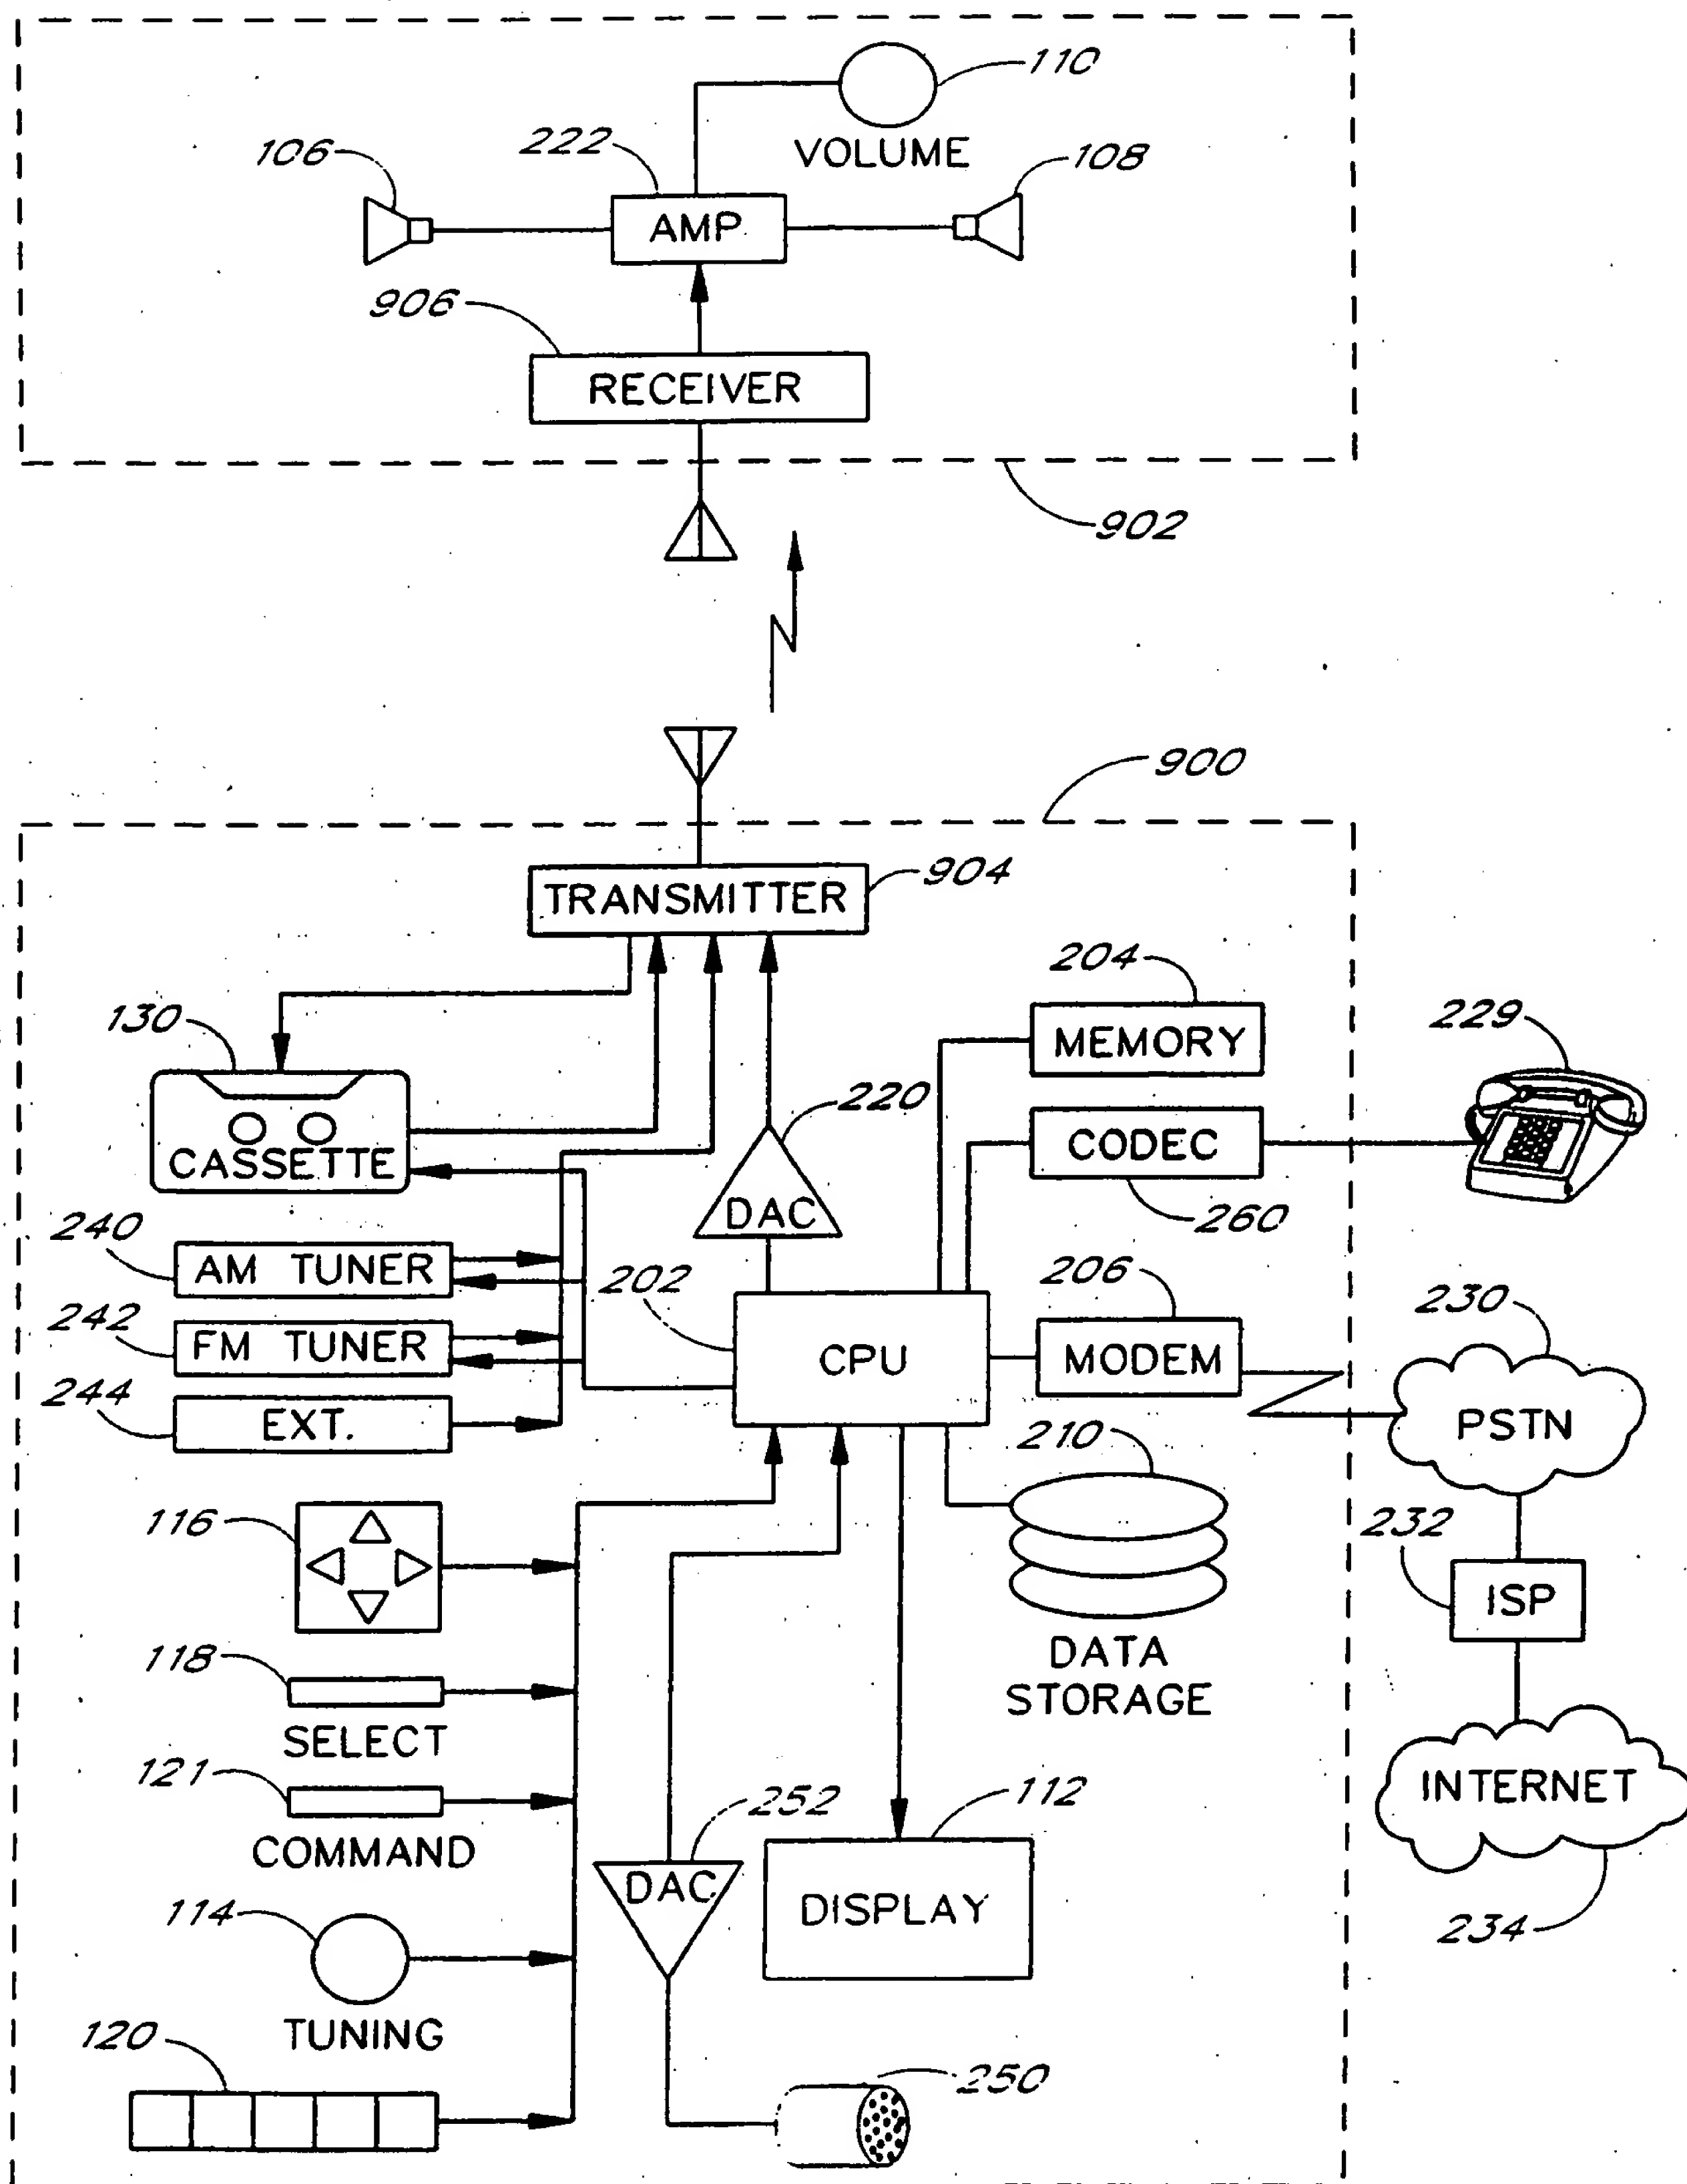 110
VOLUME
106
222
108
AMP
906
RECEIVER
902
900
904
TRANSMITTER
204
MEMORY
130
CASSETTE
229
220
CODEC
DAC
260
240
AM TUNER
202
206
230
242
FM TUNER
CPU
MODEM
244
EXT.
PSTN
210
116
232
ISP
DATA
STORAGE
118
SELECT
121
COMMAND
252
112
INTERNET
DAC
DISPLAY
234
114
TUNING
120
250